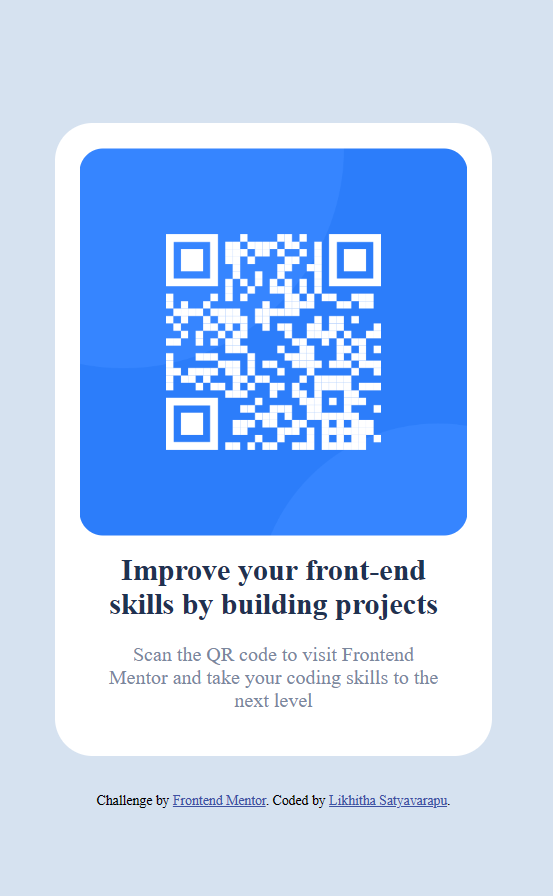 Improve your front-end
skills by building projects
Scan the QR code to visit Frontend
Mentor and take your coding skills to the
next level
Challenge by Frontend Mentor. Coded by Likhitha Satyavarapu.